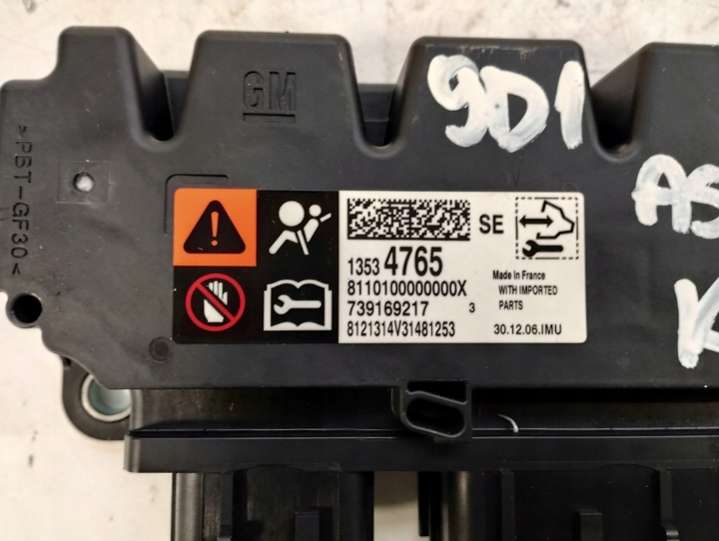 GM
9D1
AS
K
>PBT-GF30<
SE
1353 4765
8110100000000X
739169217 3
8121314V31481253
Made in France
WITH IMPORTED
PARTS
30.12.06.IMU